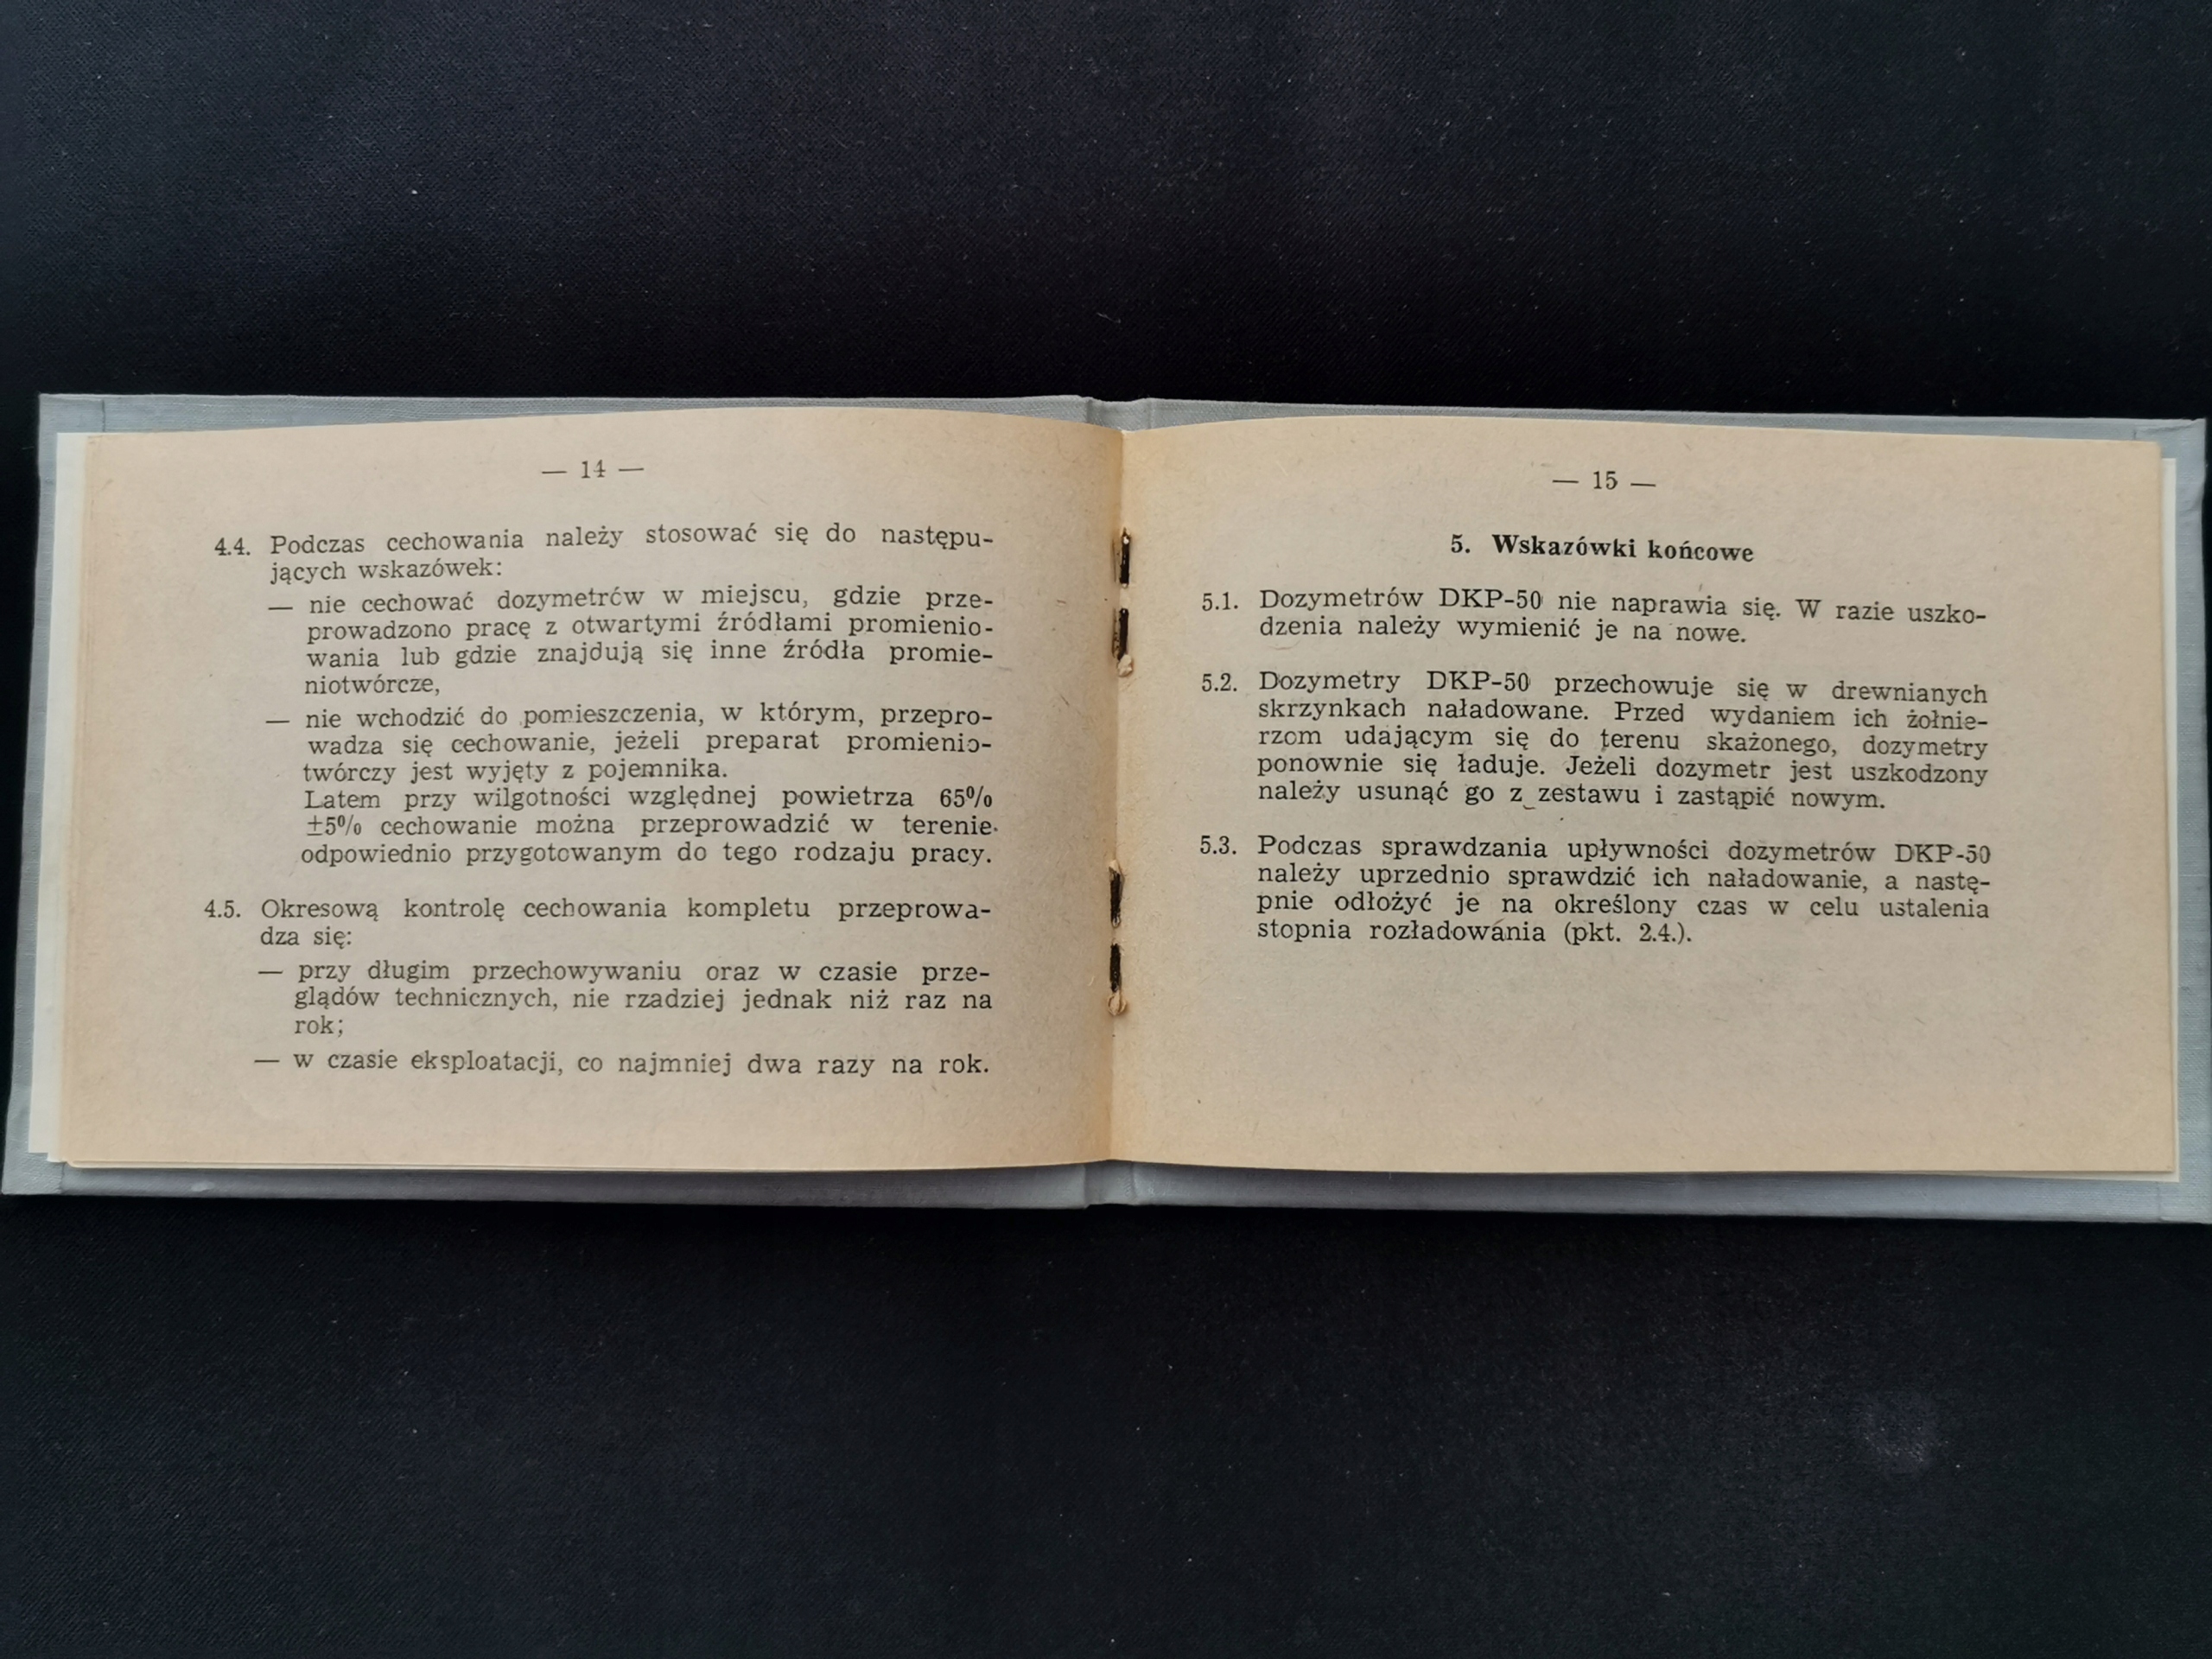 — 14 —
4.4. Podczas cechowania należy stosować się do następu-
jących wskazówek:
— nie cechować dozymetrów w miejscu, gdzie prze-
prowadzono pracę z otwartymi źródłami promienio-
wania lub gdzie znajdują się inne źródła promie-
niotwórcze,
— nie wchodzić do pomieszczenia, w którym, przepro-
wadza się cechowanie, jeżeli preparat promienio-
twórczy jest wyjęty z pojemnika.
Latem przy wilgotności względnej powietrza 65%
±5% cechowanie można przeprowadzić w terenie
odpowiednio przygotowanym do tego rodzaju pracy.
4.5. Okresową kontrolę cechowania kompletu przeprowa-
dza się:
— przy długim przechowywaniu oraz w czasie prze-
glądów technicznych, nie rzadziej jednak niż raz na
rok;
— w czasie eksploatacji, co najmniej dwa razy na rok.
— 15 —
5. Wskazówki końcowe
5.1. Dozymetrów DKP-50 nie naprawia się. W razie uszko-
dzenia należy wymienić je na nowe.
5.2. Dozymetry DKP-50 przechowuje się w drewnianych
skrzynkach naładowane. Przed wydaniem ich żołnie-
rzom udającym się do terenu skażonego, dozymetry
ponownie się ładuje. Jeżeli dozymetr jest uszkodzony
należy usunąć go z zestawu i zastąpić nowym.
5.3. Podczas sprawdzania upływności dozymetrów DKP-50
należy uprzednio sprawdzić ich naładowanie, a nastę-
pnie odłożyć je na określony czas w celu ustalenia
stopnia rozładowania (pkt. 2.4.).